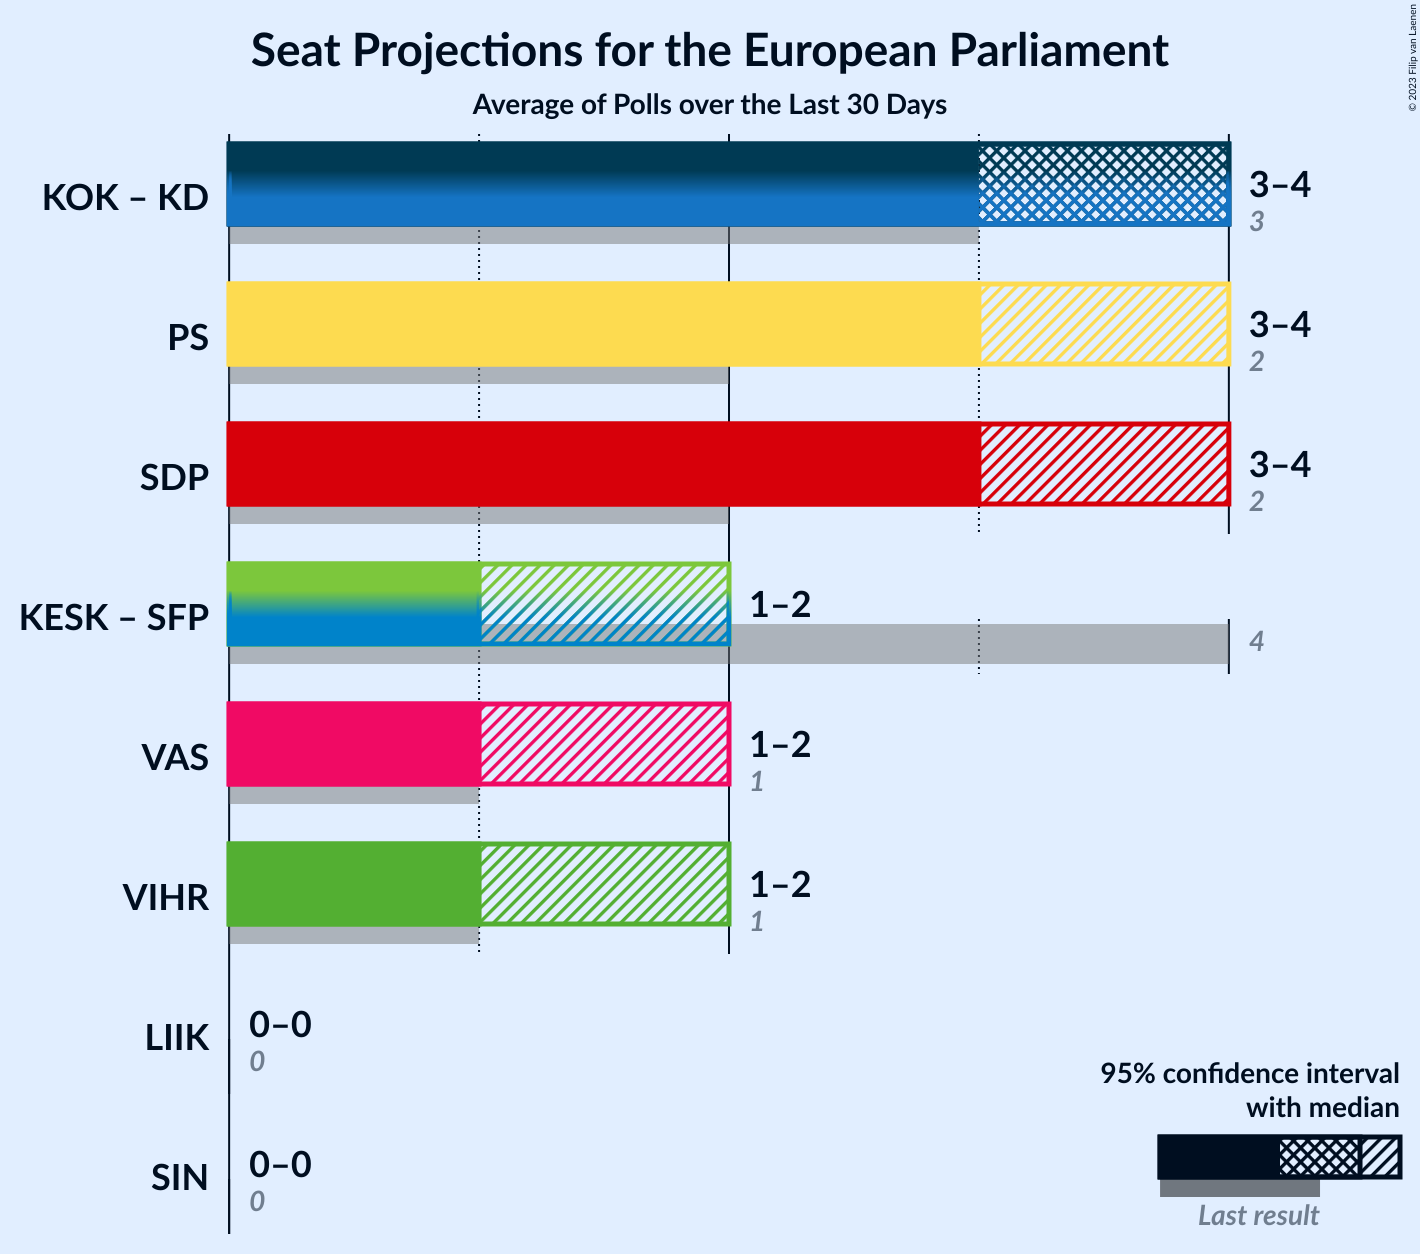 Seat Projections for the European Parliament
Average of Polls over the Last 30 Days
© 2023 Filip van Laenen
KOK – KD
3–4
3
PS
3–4
2
SDP
3–4
2
KESK – SFP
1–2
4
VAS
1–2
1
VIHR
1–2
1
LIIK
0–0
0
SIN
0–0
0
95% confidence interval
with median
Last result